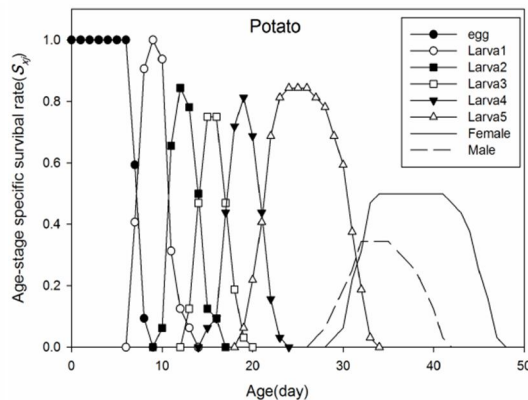 Potato
Age-stage specific survibal rate(Sxj)
1.0
0.8
0.6
0.4
0.2
0.0
0
10
20
30
40
50
Age(day)
egg
Larva1
Larva2
Larva3
Larva4
Larva5
Female
Male